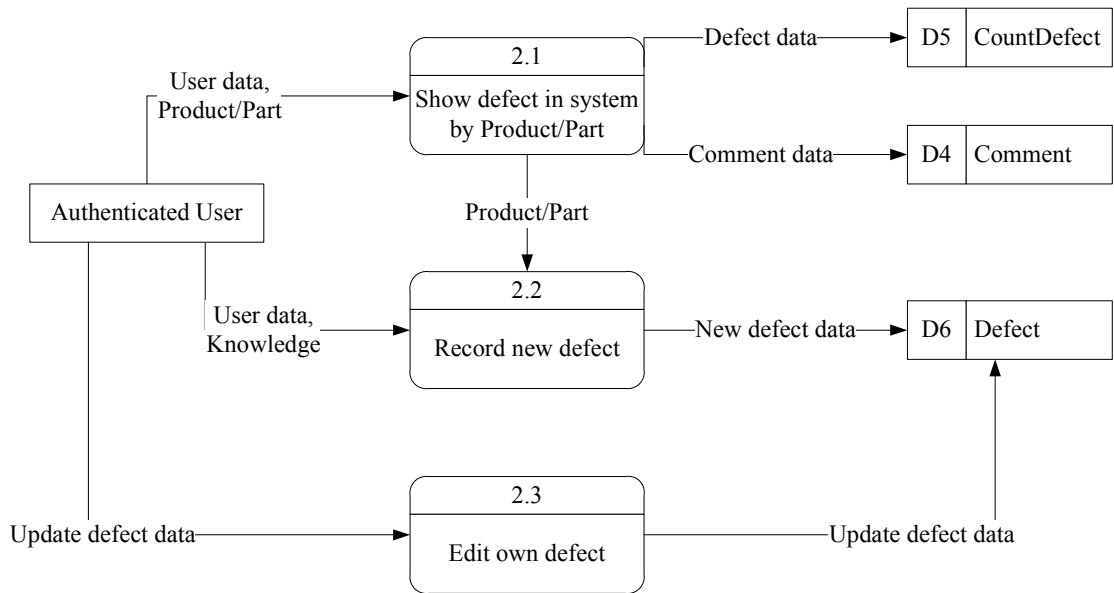 2.1
Show defect in system
by Product/Part
Defect data
D5
CountDefect
User data,
Product/Part
Comment data
D4
Comment
Authenticated User
Product/Part
2.2
Record new defect
User data,
Knowledge
New defect data
D6
Defect
2.3
Edit own defect
Update defect data
Update defect data